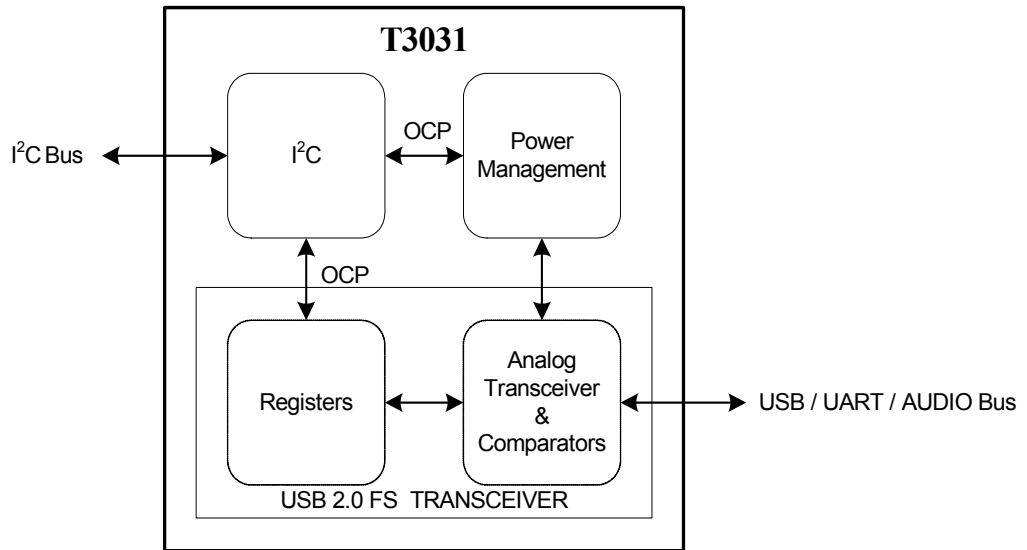 T3031
I²C Bus
I²C
OCP
Power
Management
OCP
Registers
Analog
Transceiver
&
Comparators
USB / UART / AUDIO Bus
USB 2.0 FS TRANSCEIVER